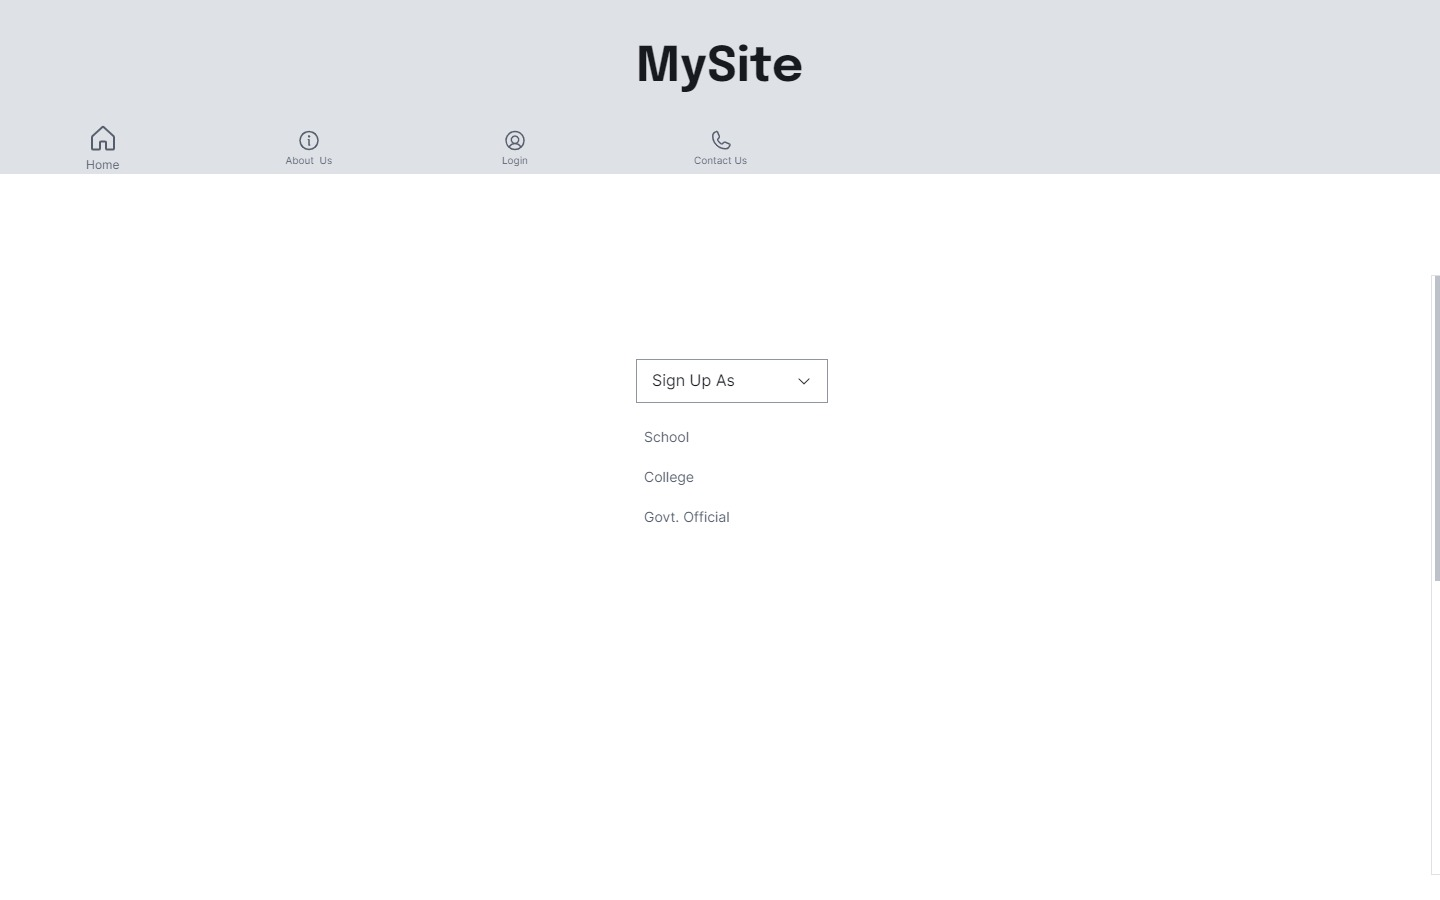 MySite
Home
About Us
Login
Contact Us
Sign Up As
School
College
Govt. Official